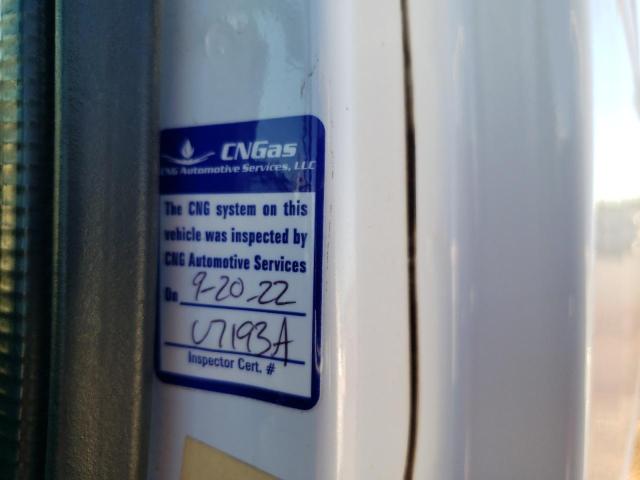 CNGas
CNG Automotive Services, LLC
The CNG system on this
vehicle was inspected by
CNG Automotive Services
On 9-20-22
U7193A
Inspector Cert. #